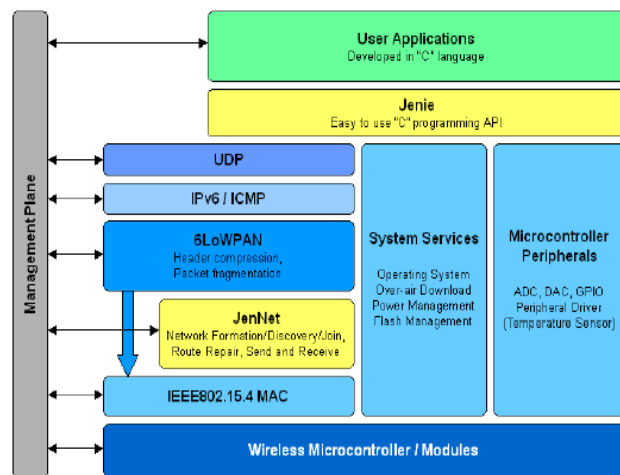 Management Plane
User Applications
Developed in "C" language
Jenie
Easy to use "C" programming API
UDP
IPv6 / ICMP
6LoWPAN
Header compression,
Packet fragmentation
JenNet
Network Formation/Discovery/Join,
Route Repair, Send and Receive
IEEE802.15.4 MAC
System Services
Operating System
Over-air Download
Power Management
Flash Management
Microcontroller
Peripherals
ADC, DAC, GPIO
Peripheral Driver
(Temperature Sensor)
Wireless Microcontroller / Modules